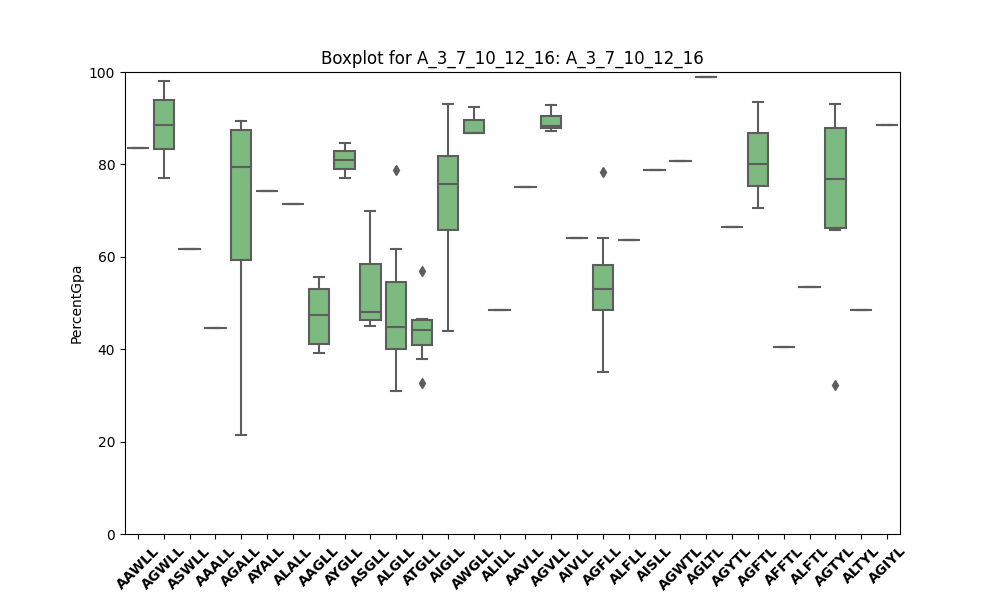 Boxplot for A_3_7_10_12_16: A_3_7_10_12_16
PercentGpa
100
80
60
40
20
0
AAWLL
AGWLL
ASWLL
AAALL
AGALL
AYALL
ALALL
AAGLL
AYGLL
ASGLL
ALGLL
ATGLL
AIGLL
AWGLL
ALILL
AAVLL
AGVLL
AIVLL
AGFLL
ALFLL
AISLL
AGWTL
AGLTL
AGYTL
AGFTL
AFFTL
ALFTL
AGTYL
ALTYL
AGIYL